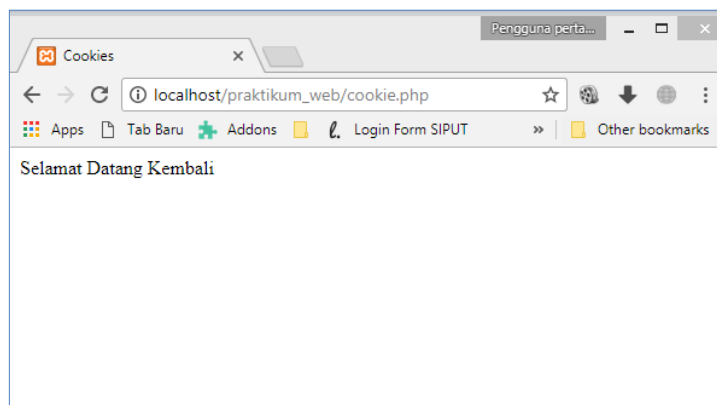 Pengguna perta...
Cookies
localhost/praktikum_web/cookie.php
Apps Tab Baru Addons Login Form SIPUT » Other bookmarks
Selamat Datang Kembali